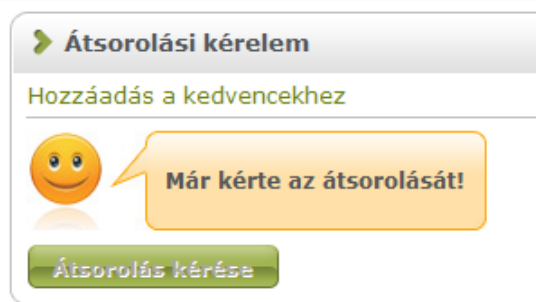 Átsorolási kérelem
Hozzáadás a kedvencekhez
Már kérte az átsorolását!
Átsorolás kérése